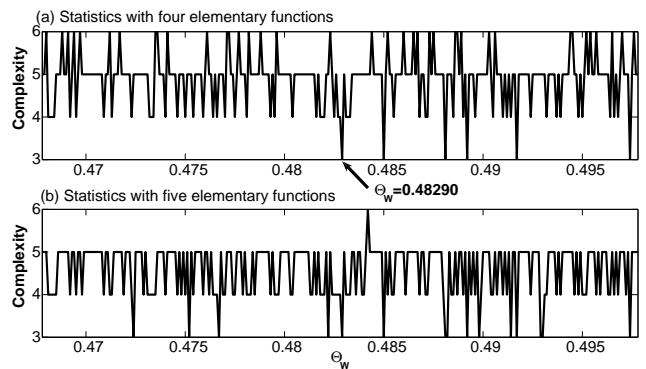 (a) Statistics with four elementary functions
6
5
4
3
Complexity
0.47 0.475 0.48 0.485 0.49 0.495
Θw=0.48290
(b) Statistics with five elementary functions
6
5
4
3
Complexity
0.47 0.475 0.48 0.485 0.49 0.495
Θw